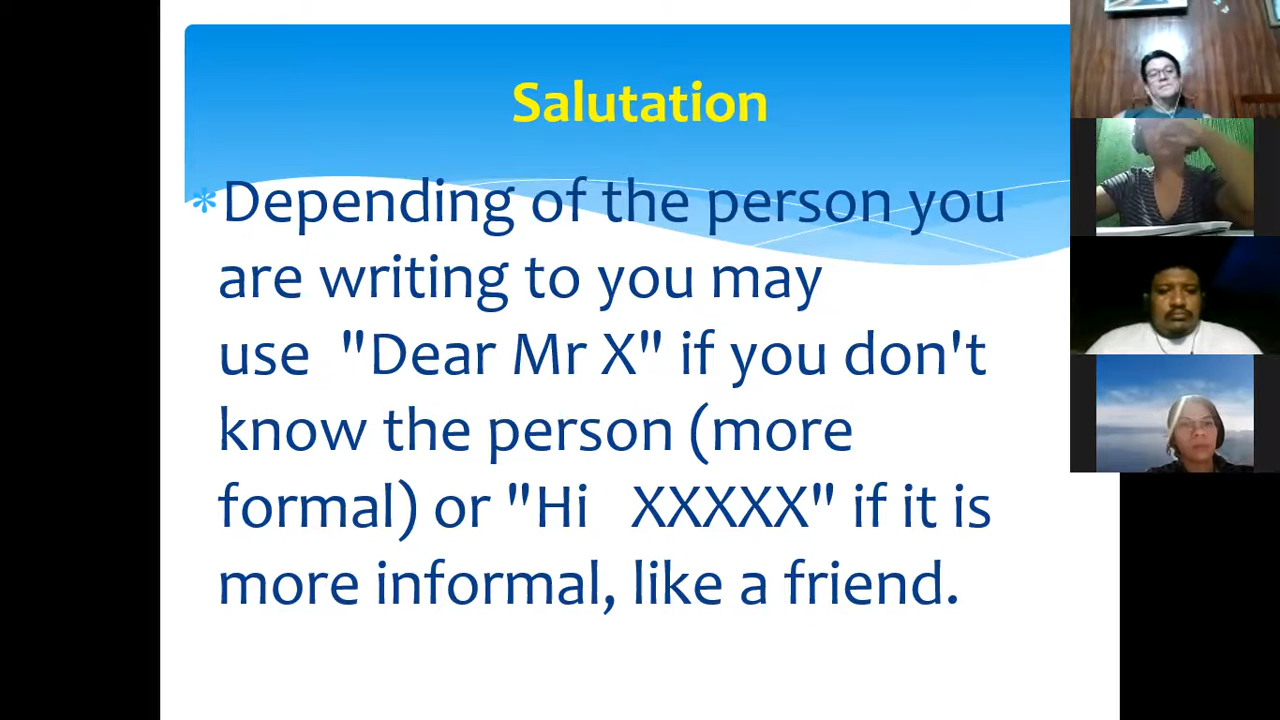 Salutation
*Depending of the person you
are writing to you may
use "Dear Mr X" if you don't
know the person (more
formal) or "Hi XXXXX" if it is
more informal, like a friend.